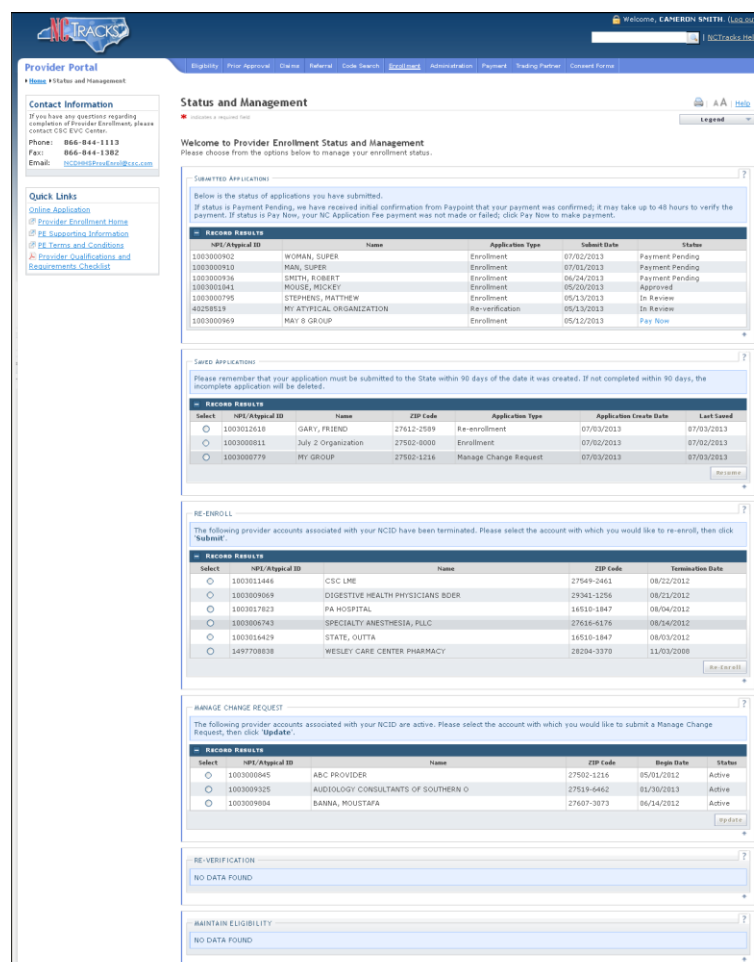 Welcome, CAMERON SMITH. (Log out
NCTRACKS
NCTracks Help
Provider Portal
Eligibility Prior Approval Claims Referral Code Search Enrollment Administration Payment Trading Partner Consent Forms
Home Status and Management
Contact Information
If you have any questions regarding
completion of Provider Enrollment, please
contact CSC EVC Center.
Phone: 866-844-1113
Fax: 866-844-1382
Email: NCDHHSProvEnrol@csc.com
Quick Links
Online Application
Provider Enrollment Home
PE Supporting Information
PE Terms and Conditions
Provider Qualifications and
Requirements Checklist
Status and Management
A A Help
* indicates a required field
Legend
Welcome to Provider Enrollment Status and Management
Please choose from the options below to manage your enrollment status.
SUBMITTED APPLICATIONS
?
Below is the status of applications you have submitted.
If status is Payment Pending, we have received initial confirmation from Paypoint that your payment was confirmed; it may take up to 48 hours to verify the
payment. If status is Pay Now, your NC Application Fee payment was not made or failed; click Pay Now to make payment.
RECORD RESULTS
NPI/Atypical ID Name Application Type Submit Date Status
1003000902 WOMAN, SUPER Enrollment 07/02/2013 Payment Pending
1003000910 MAN, SUPER Enrollment 07/01/2013 Payment Pending
1003000936 SMITH, ROBERT Enrollment 06/24/2013 Payment Pending
1003001041 MOUSE, MICKEY Enrollment 05/20/2013 Approved
1003000795 STEPHENS, MATTHEW Enrollment 05/13/2013 In Review
40258519 MY ATYPICAL ORGANIZATION Re-verification 05/13/2013 In Review
1003000969 MAY 8 GROUP Enrollment 05/12/2013 Pay Now
SAVED APPLICATIONS
?
Please remember that your application must be submitted to the State within 90 days of the date it was created. If not completed within 90 days, the
incomplete application will be deleted.
RECORD RESULTS
Select NPI/Atypical ID Name ZIP Code Application Type Application Create Date Last Saved
1003012618 GARY, FRIEND 27612-2509 Re-enrollment 07/03/2013 07/03/2013
1003000811 July 2 Organization 27502-0000 Enrollment 07/02/2013 07/02/2013
1003000779 MY GROUP 27502-1216 Manage Change Request 07/03/2013 07/03/2013
Resume
RE-ENROLL
?
The following provider accounts associated with your NCID have been terminated. Please select the account with which you would like to re-enroll, then click
'Submit'.
RECORD RESULTS
Select NPI/Atypical ID Name ZIP Code Termination Date
1003011446 CSC LME 27549-2461 08/22/2012
1003009069 DIGESTIVE HEALTH PHYSICIANS BDER 29341-1256 08/21/2012
1003017823 PA HOSPITAL 16510-1847 08/04/2012
1003006743 SPECIALTY ANESTHESIA, PLLC 27616-6176 08/14/2012
1003016429 STATE, OUTTA 16510-1847 08/03/2012
1497708838 WESLEY CARE CENTER PHARMACY 28204-3370 11/03/2008
Re-Enroll
MANAGE CHANGE REQUEST
?
The following provider accounts associated with your NCID are active. Please select the account with which you would like to submit a Manage Change
Request, then click 'Update'.
RECORD RESULTS
Select NPI/Atypical ID Name ZIP Code Begin Date Status
1003000845 ABC PROVIDER 27502-1216 05/01/2012 Active
1003009325 AUDIOLOGY CONSULTANTS OF SOUTHERN O 27519-6462 01/30/2013 Active
1003009804 BANNA, MOUSTAFA 27607-3073 06/14/2012 Active
Update
RE-VERIFICATION
?
NO DATA FOUND
MAINTAIN ELIGIBILITY
?
NO DATA FOUND